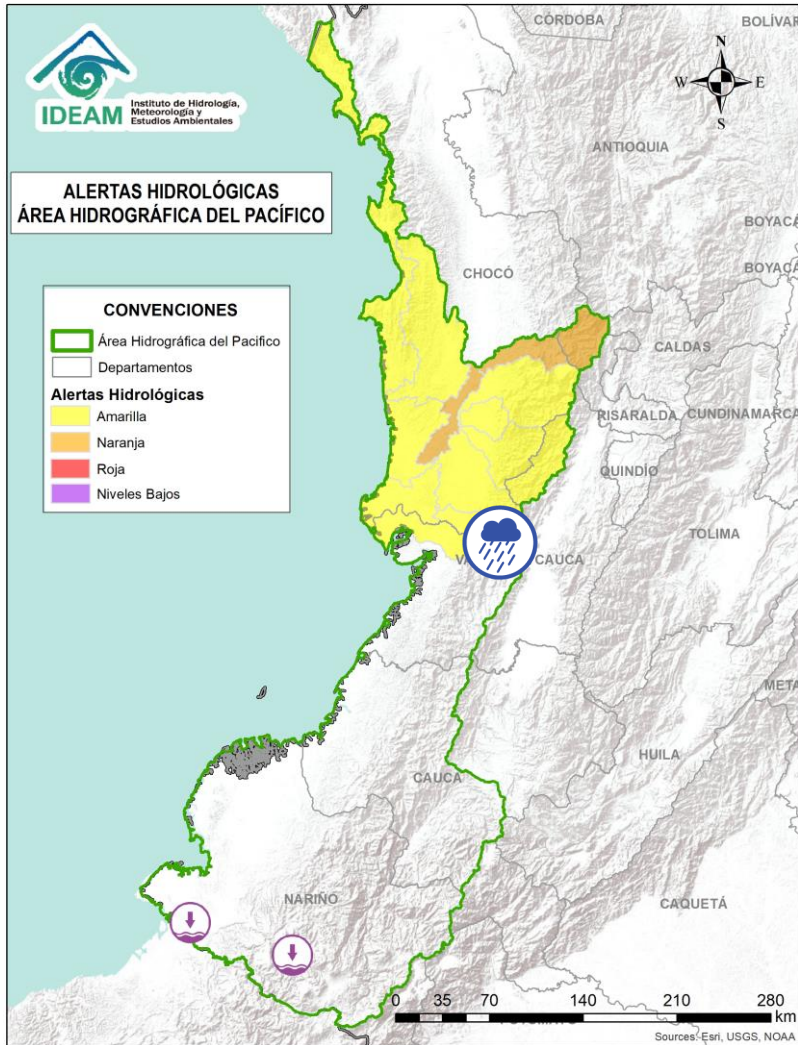 CÓRDOBA
BOLÍVAR
N
W E
S
IDEAM
Instituto de Hidrología,
Meteorología y
Estudios Ambientales
ANTIOQUIA
ALERTAS HIDROLÓGICAS
ÁREA HIDROGRÁFICA DEL PACÍFICO
BOYACÁ
BOYACÁ
CHOCÓ
CONVENCIONES
Área Hidrográfica del Pacifico
Departamentos
Alertas Hidrológicas
Amarilla
Naranja
Roja
Niveles Bajos
CALDAS
RISARALDA
CUNDINAMARCA
QUINDÍO
TOLIMA
CAUCA
META
HUILA
CAUCA
NARIÑO
CAQUETÁ
0 35 70 140 210 280
km
Sources: Esri, USGS, NOAA